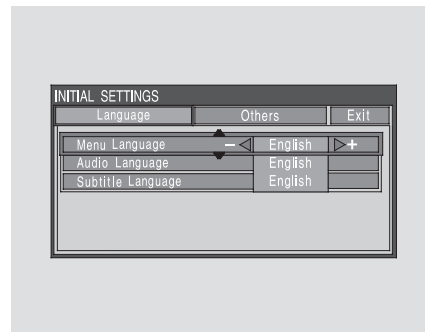 INITIAL SETTINGS
Language Others Exit
Menu Language − English +
Audio Language English
Subtitle Language English